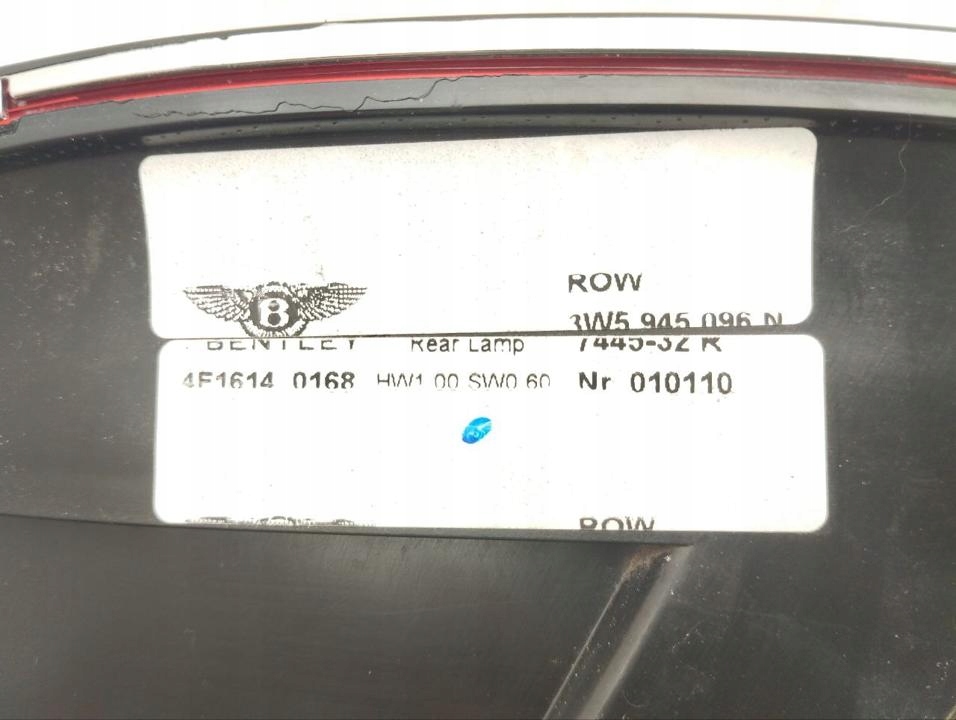 ROW
B
3W5 945 096 N
BENTLEY Rear Lamp 7445-32 R
4F1614 0168 HW1.00 SW0.60 Nr 010110
ROW